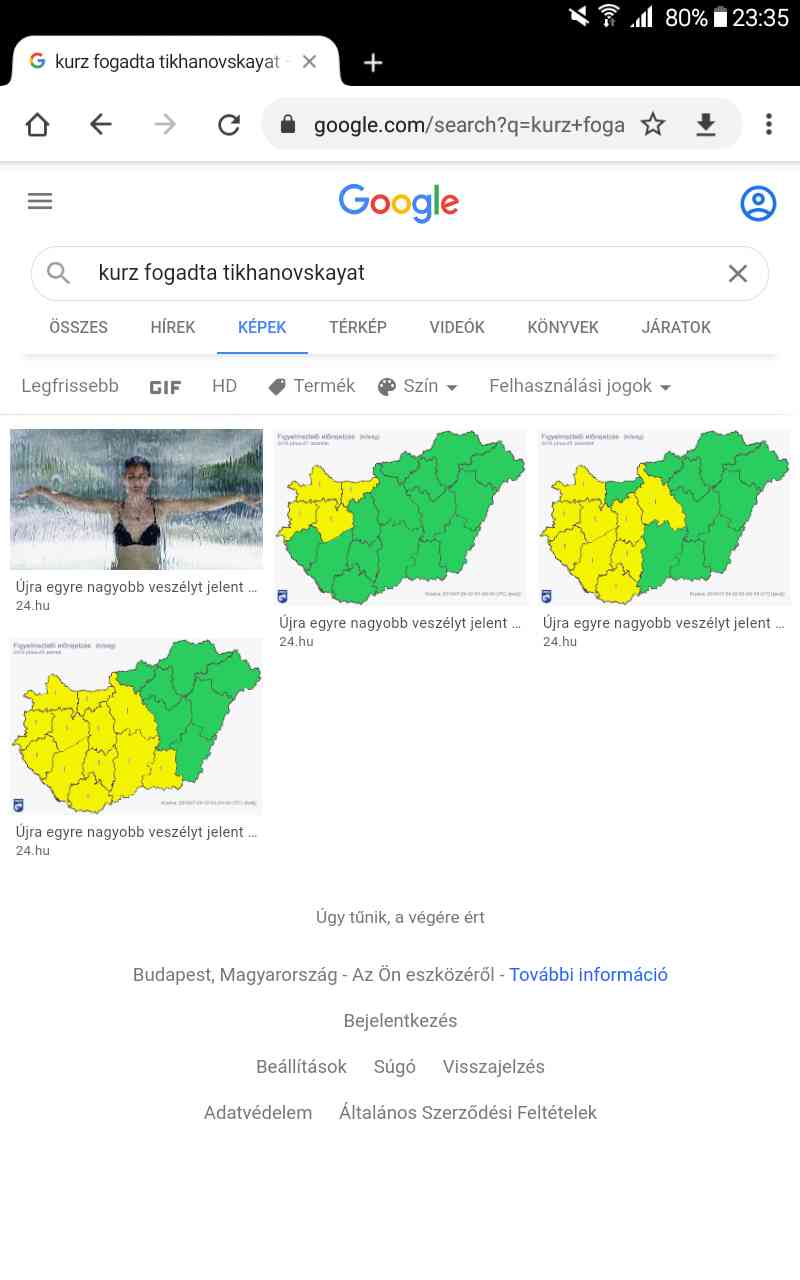 80% 23:35
kurz fogadta tikhanovskayat -
google.com/search?q=kurz+foga
Google
kurz fogadta tikhanovskayat
ÖSSZES HÍREK KÉPEK TÉRKÉP VIDEÓK KÖNYVEK JÁRATOK
Legfrissebb GIF HD Termék Szín Felhasználási jogok
Figyelmeztető előrejelzés
Figyelmeztető előrejelzés
Újra egyre nagyobb veszélyt jelent ...
24.hu
Újra egyre nagyobb veszélyt jelent ...
24.hu
Újra egyre nagyobb veszélyt jelent ...
24.hu
Figyelmeztető előrejelzés
Újra egyre nagyobb veszélyt jelent ...
24.hu
Úgy tűnik, a végére ért
Budapest, Magyarország - Az Ön eszközéről - További információ
Bejelentkezés
Beállítások Súgó Visszajelzés
Adatvédelem Általános Szerződési Feltételek